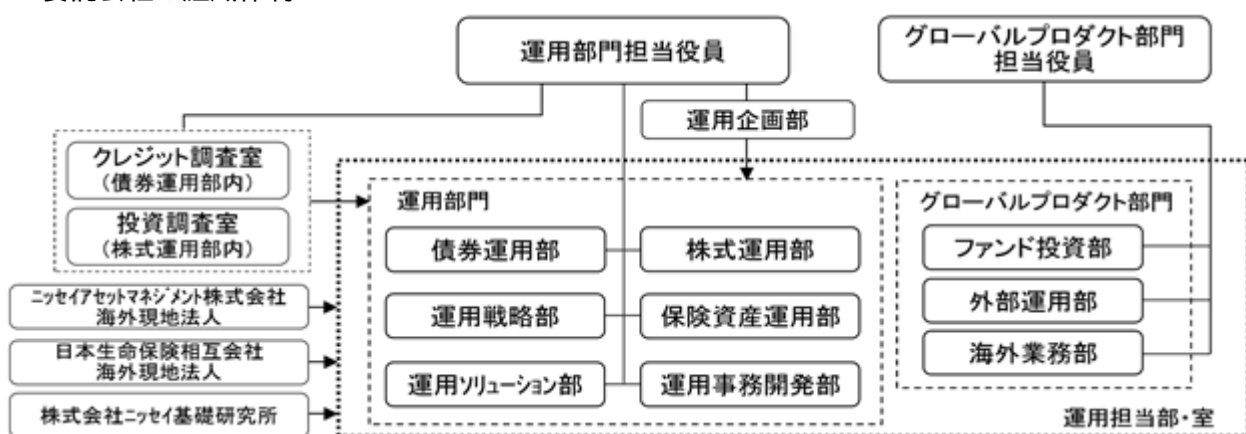 運用部門担当役員
グローバルプロダクト部門
担当役員
運用企画部
クレジット調査室
(債券運用部内)
投資調査室
(株式運用部内)
ニッセイアセットマネジメント株式会社
海外現地法人
日本生命保険相互会社
海外現地法人
株式会社ニッセイ基礎研究所
運用部門
債券運用部
株式運用部
運用戦略部
保険資産運用部
運用ソリューション部
運用事務開発部
グローバルプロダクト部門
ファンド投資部
外部運用部
海外業務部
運用担当部・室